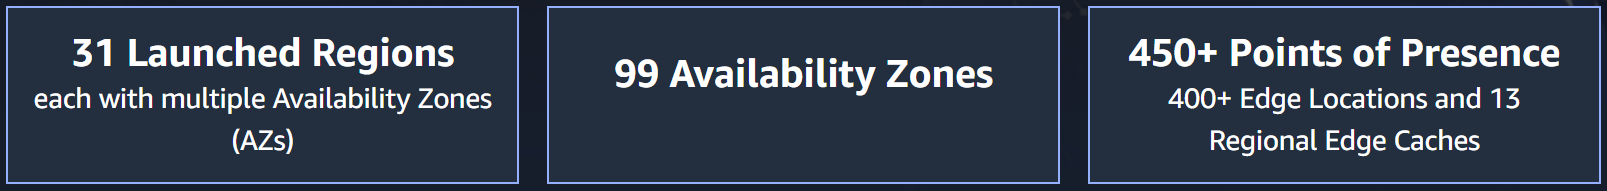 31 Launched Regions
each with multiple Availability Zones
(AZs)
99 Availability Zones
450+ Points of Presence
400+ Edge Locations and 13
Regional Edge Caches